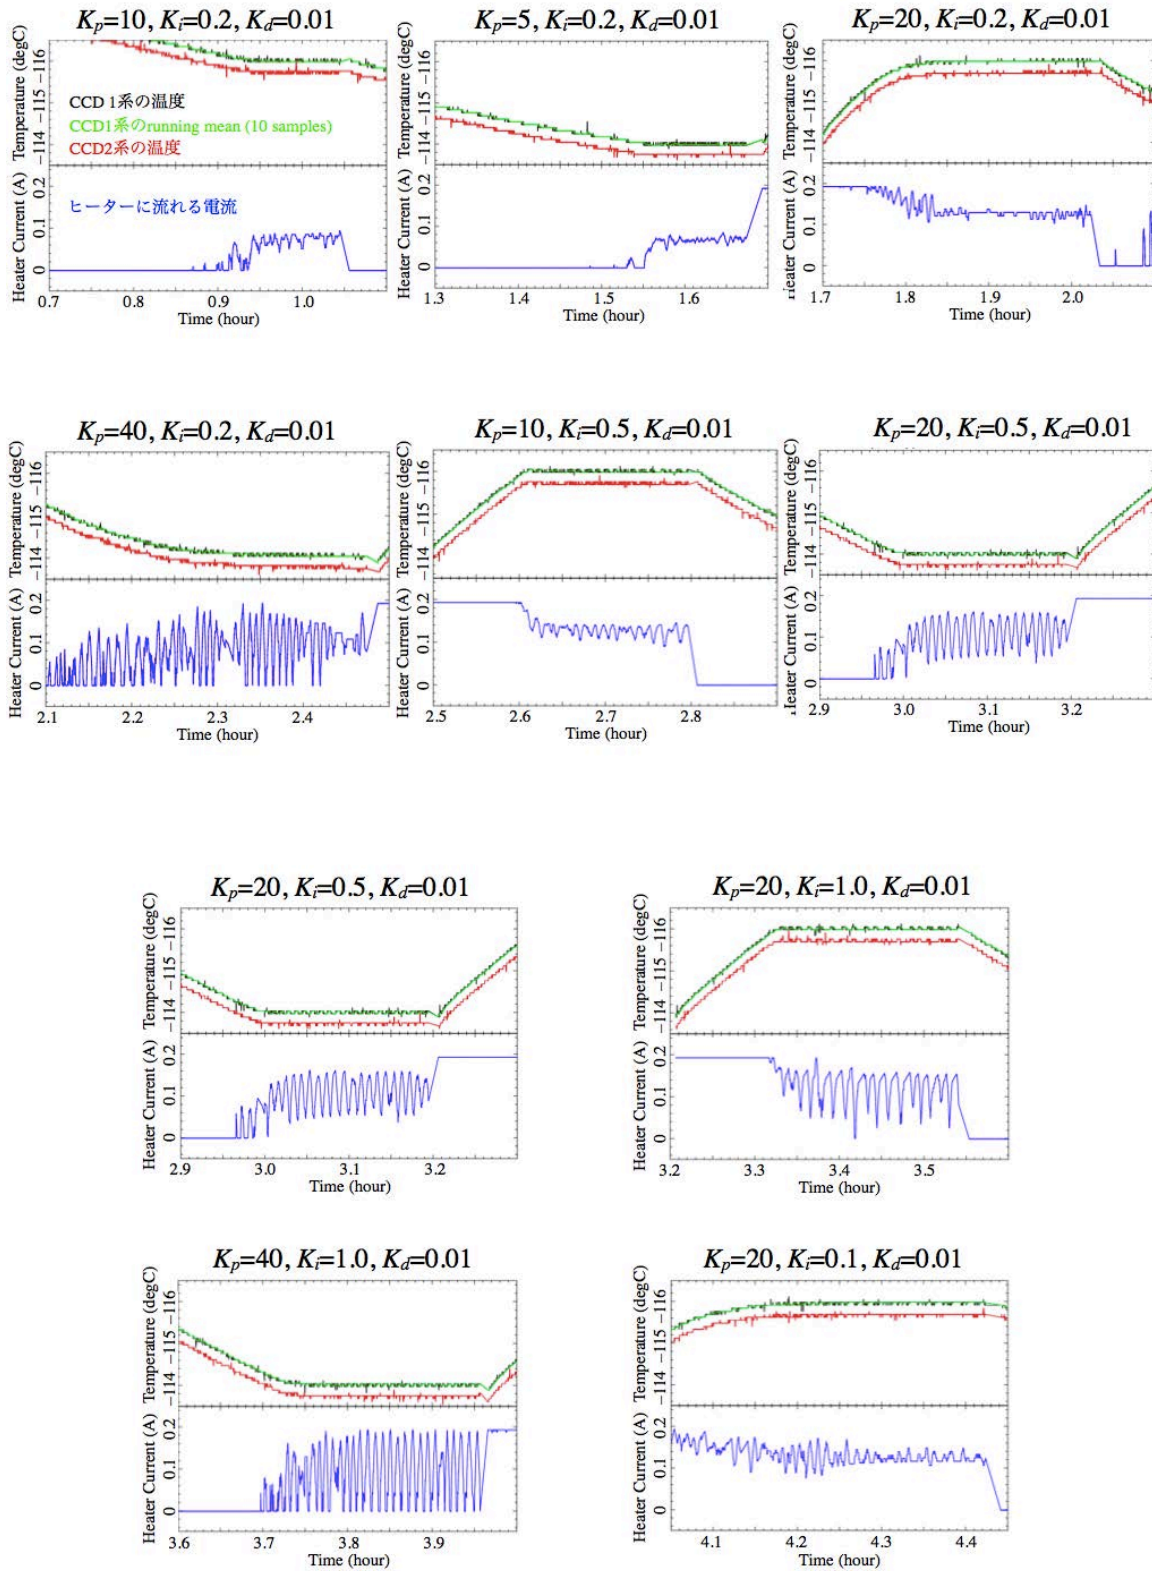 Kp=10, Ki=0.2, Kd=0.01
Temperature (degC)
−116
−115
−114
CCD 1系の温度
CCD1系のrunning mean (10 samples)
CCD2系の温度
Heater Current (A)
0.2
0.1
0
ヒーターに流れる電流
0.7 0.8 0.9 1.0
Time (hour)
Kp=5, Ki=0.2, Kd=0.01
Temperature (degC)
−116
−115
−114
Heater Current (A)
0.2
0.1
0
1.3 1.4 1.5 1.6
Time (hour)
Kp=20, Ki=0.2, Kd=0.01
Temperature (degC)
−116
−115
−114
Heater Current (A)
0.2
0.1
0
1.7 1.8 1.9 2.0
Time (hour)
Kp=40, Ki=0.2, Kd=0.01
Temperature (degC)
−116
−115
−114
Heater Current (A)
0.2
0.1
0
2.1 2.2 2.3 2.4
Time (hour)
Kp=10, Ki=0.5, Kd=0.01
Temperature (degC)
−116
−115
−114
Heater Current (A)
0.2
0.1
0
2.5 2.6 2.7 2.8
Time (hour)
Kp=20, Ki=0.5, Kd=0.01
Temperature (degC)
−116
−115
−114
Heater Current (A)
0.2
0.1
0
2.9 3.0 3.1 3.2
Time (hour)
Kp=20, Ki=0.5, Kd=0.01
Temperature (degC)
−116
−115
−114
Heater Current (A)
0.2
0.1
0
2.9 3.0 3.1 3.2
Time (hour)
Kp=20, Ki=1.0, Kd=0.01
Temperature (degC)
−116
−115
−114
Heater Current (A)
0.2
0.1
0
3.2 3.3 3.4 3.5
Time (hour)
Kp=40, Ki=1.0, Kd=0.01
Temperature (degC)
−116
−115
−114
Heater Current (A)
0.2
0.1
0
3.6 3.7 3.8 3.9
Time (hour)
Kp=20, Ki=0.1, Kd=0.01
Temperature (degC)
−116
−115
−114
Heater Current (A)
0.2
0.1
0
4.1 4.2 4.3 4.4
Time (hour)